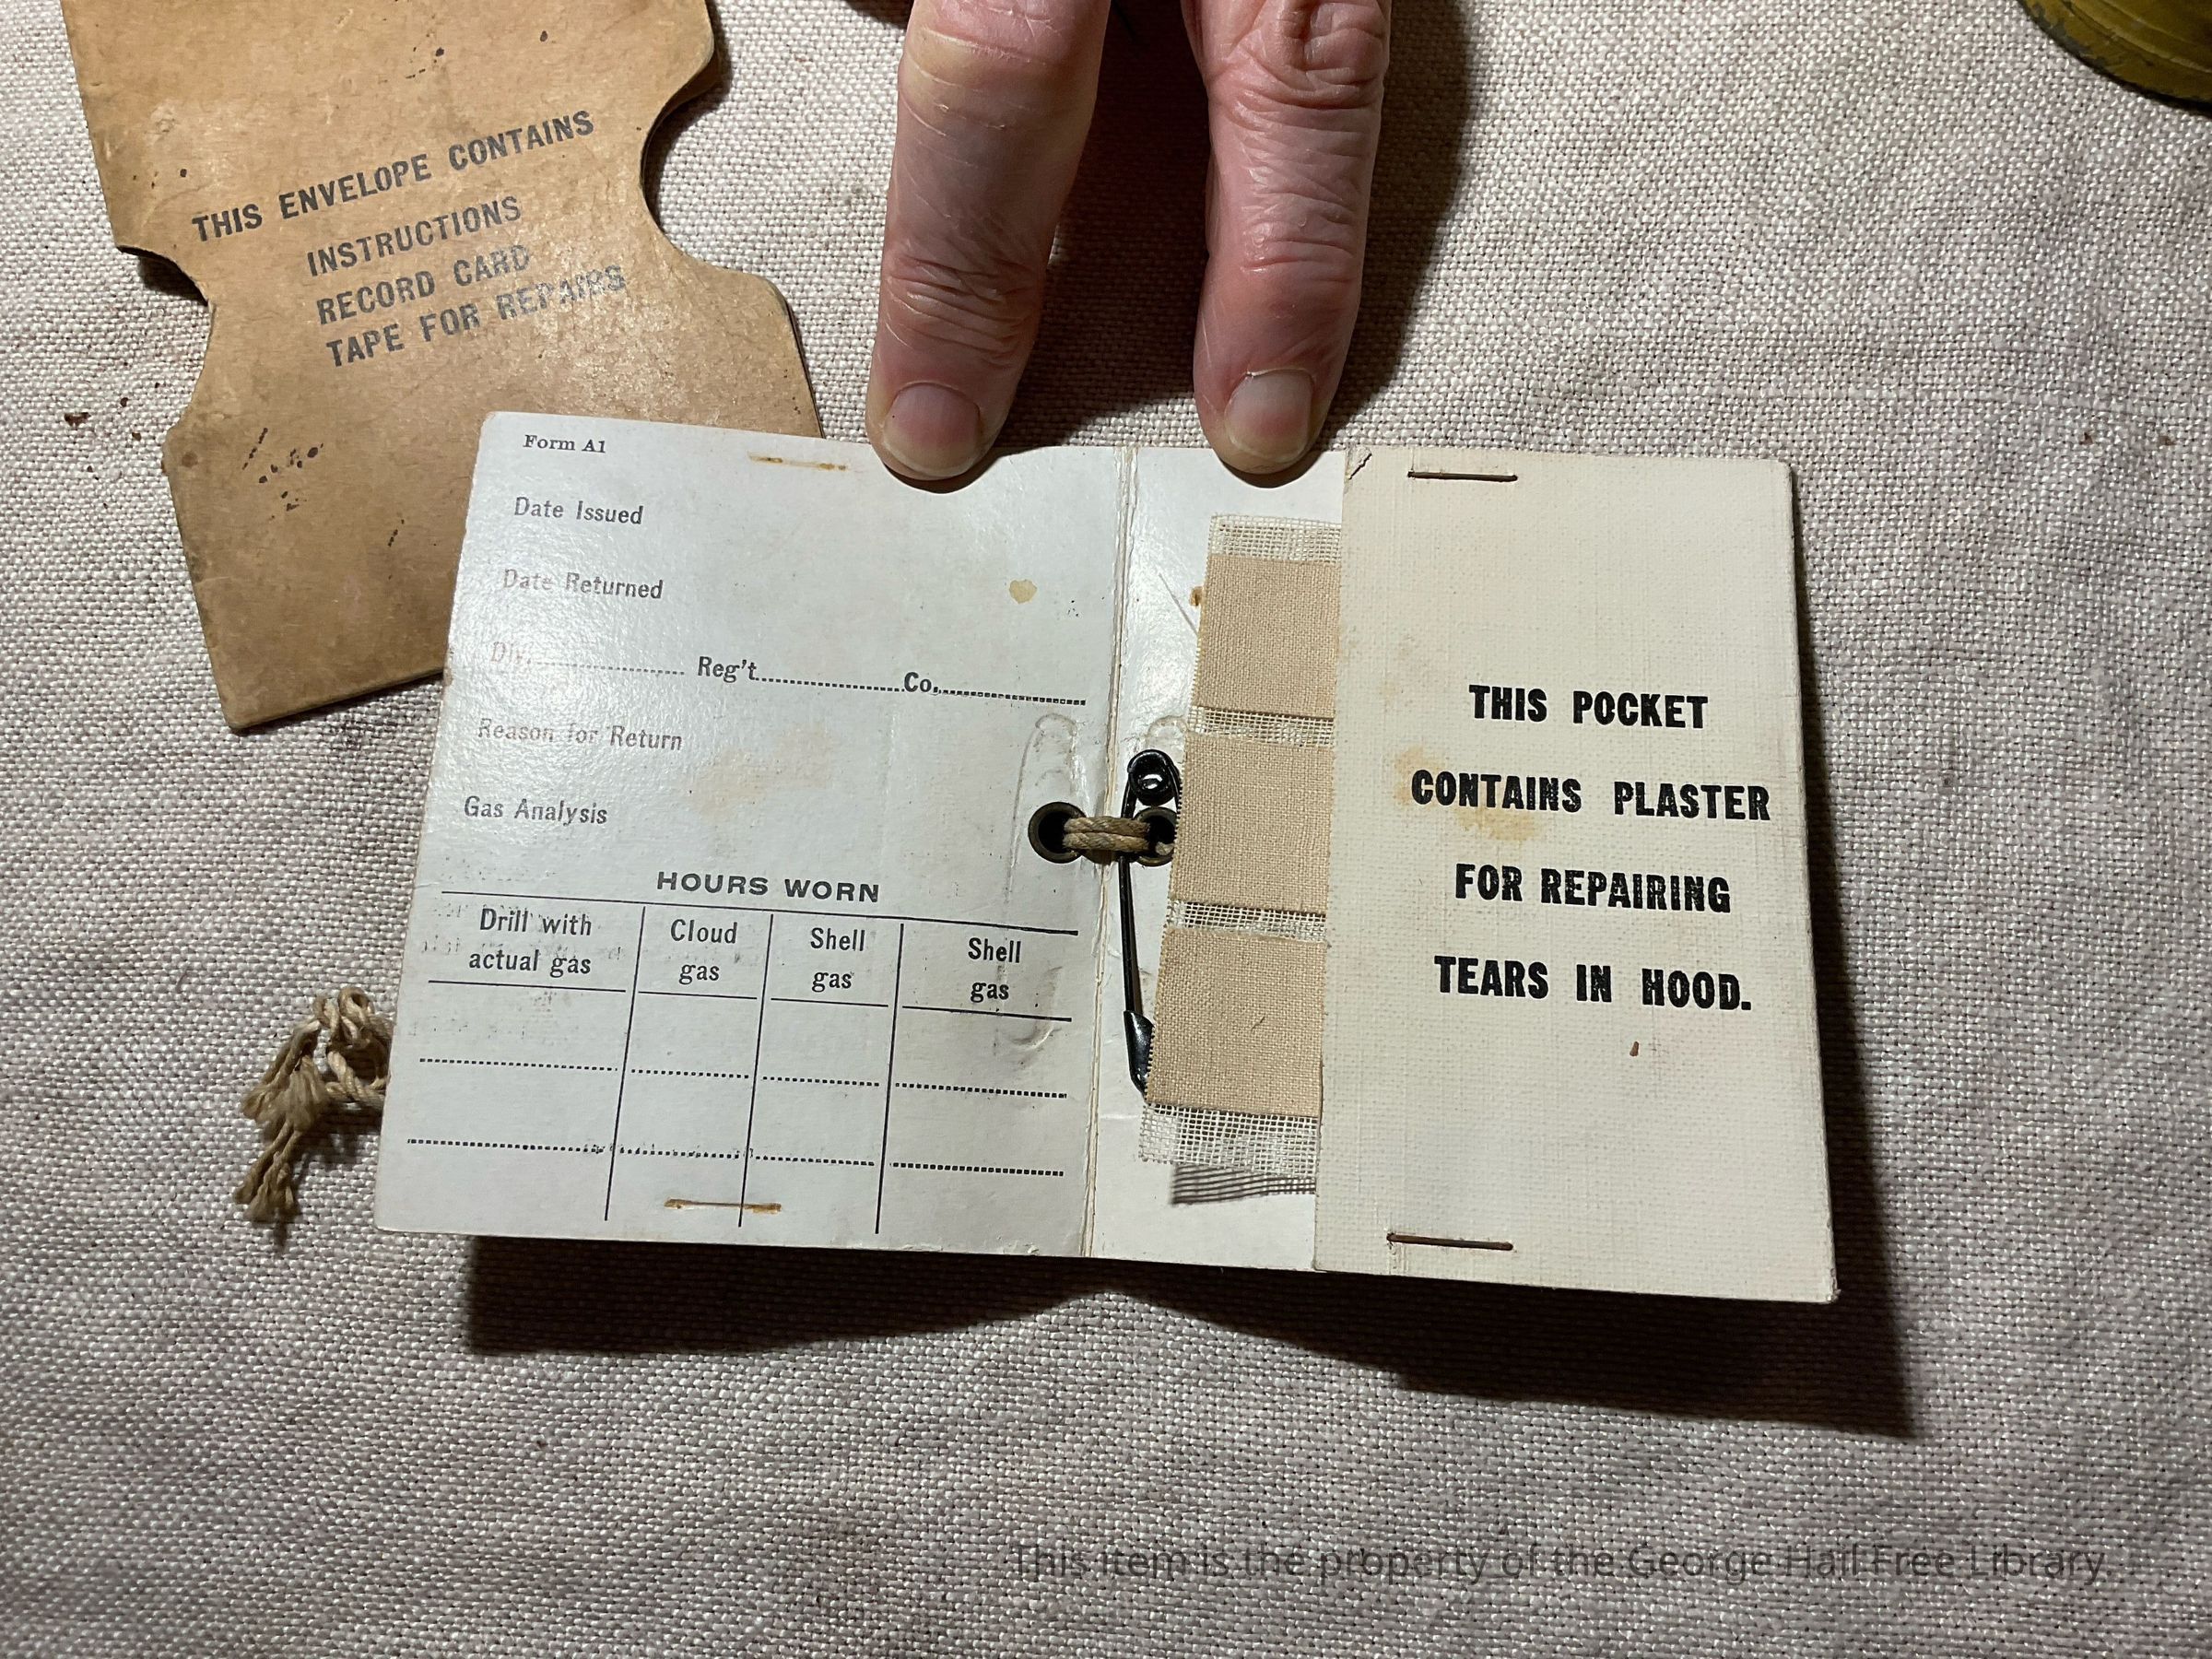 THIS ENVELOPE CONTAINS
INSTRUCTIONS
RECORD CARD
TAPE FOR REPAIRS
Form A1
Date Issued
Date Returned
Div. Reg't. Co.
Reason for Return
Gas Analysis
HOURS WORN
Drill with actual gas
Cloud gas
Shell gas
Shell gas
THIS POCKET
CONTAINS PLASTER
FOR REPAIRING
TEARS IN HOOD.
This item is the property of the George Hail Free Library.